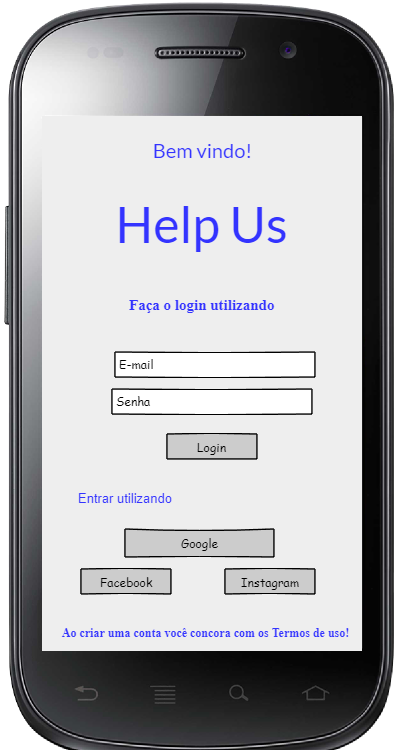 Bem vindo!
Help Us
Faça o login utilizando
E-mail
Senha
Login
Entrar utilizando
Google
Facebook
Instagram
Ao criar uma conta você concora com os Termos de uso!